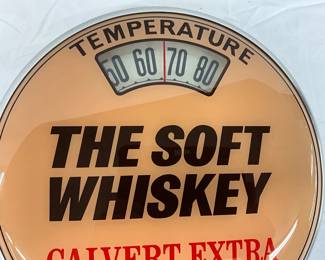 TEMPERATURE
50 60 70 80
THE SOFT
WHISKEY
CALVERT EXTRA